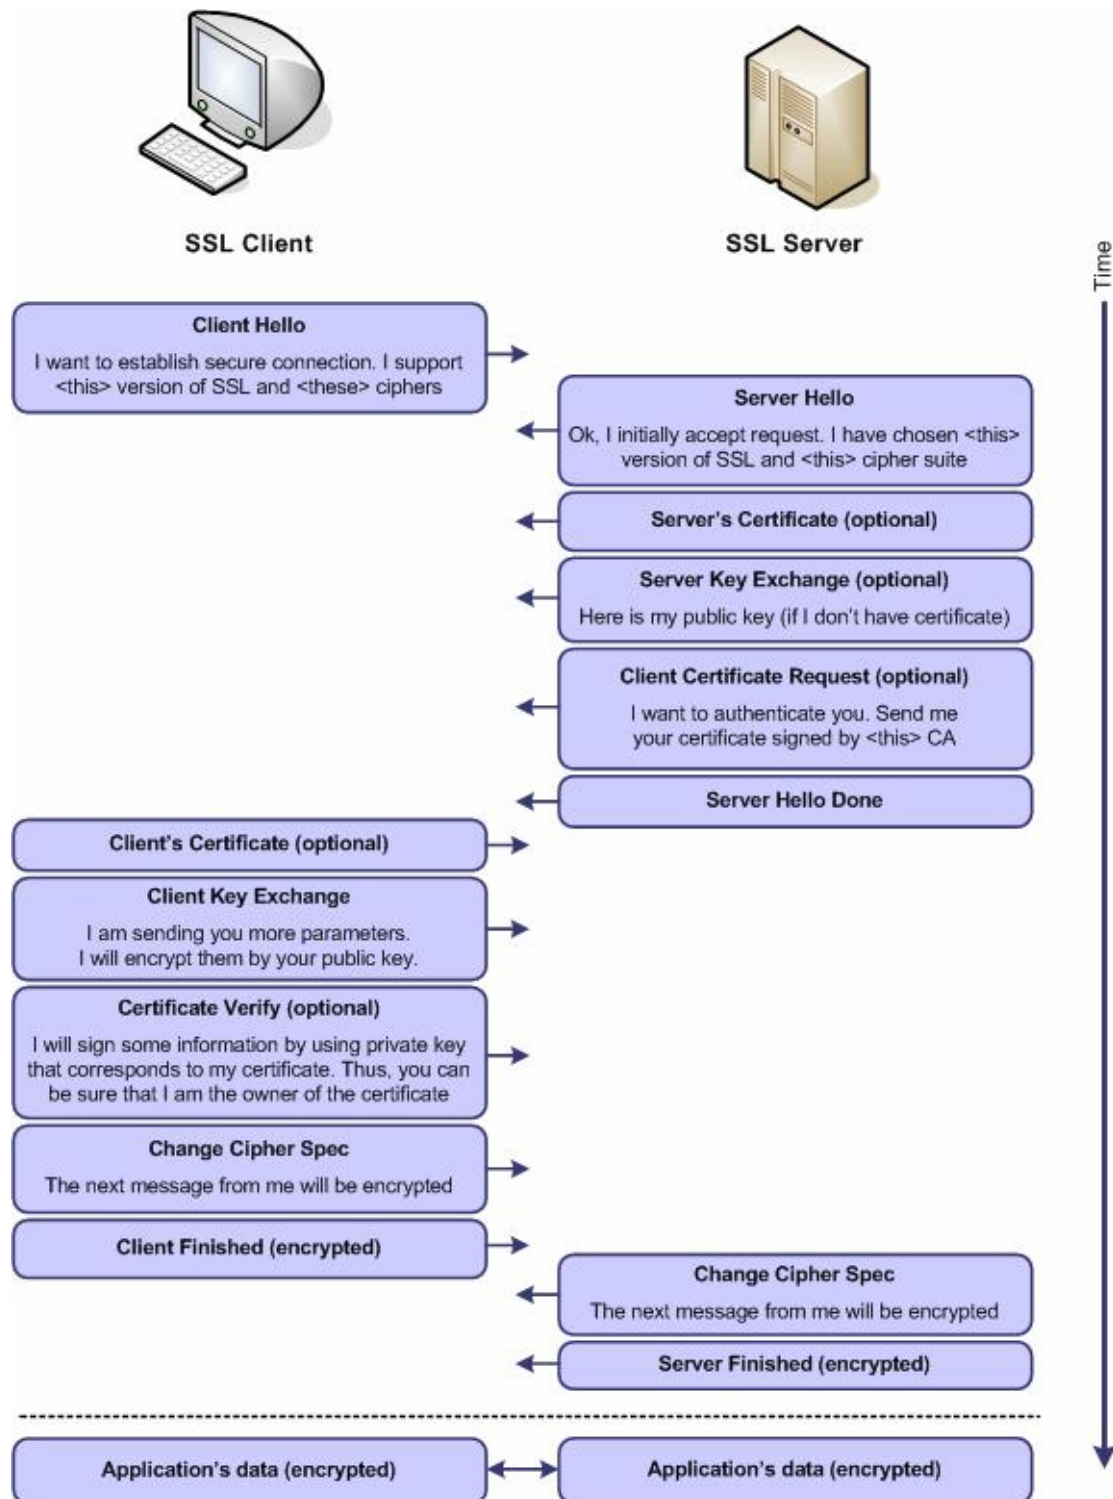 SSL Client
SSL Server
Time
Client Hello
I want to establish secure connection. I support
<this> version of SSL and <these> ciphers
Server Hello
Ok, I initially accept request. I have chosen <this>
version of SSL and <this> cipher suite
Server's Certificate (optional)
Server Key Exchange (optional)
Here is my public key (if I don't have certificate)
Client Certificate Request (optional)
I want to authenticate you. Send me
your certificate signed by <this> CA
Server Hello Done
Client's Certificate (optional)
Client Key Exchange
I am sending you more parameters.
I will encrypt them by your public key.
Certificate Verify (optional)
I will sign some information by using private key
that corresponds to my certificate. Thus, you can
be sure that I am the owner of the certificate
Change Cipher Spec
The next message from me will be encrypted
Client Finished (encrypted)
Change Cipher Spec
The next message from me will be encrypted
Server Finished (encrypted)
Application's data (encrypted)
Application's data (encrypted)